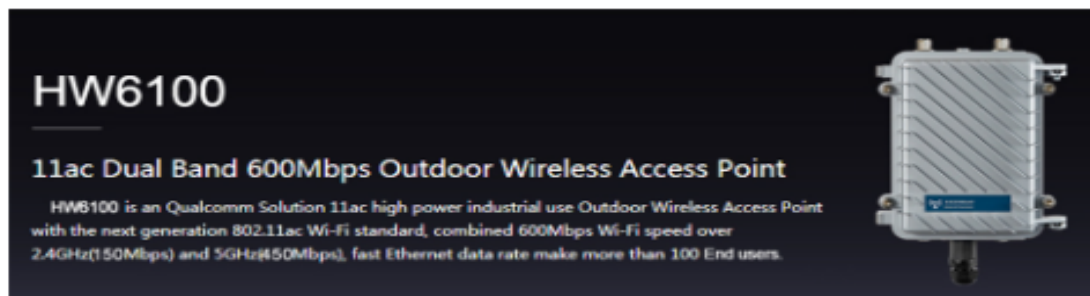 HW6100
11ac Dual Band 600Mbps Outdoor Wireless Access Point
HW6100 is an Qualcomm Solution 11ac high power industrial use Outdoor Wireless Access Point
with the next generation 802.11ac Wi-Fi standard, combined 600Mbps Wi-Fi speed over
2.4GHz(150Mbps) and 5GHz(450Mbps), fast Ethernet data rate make more than 100 End users.